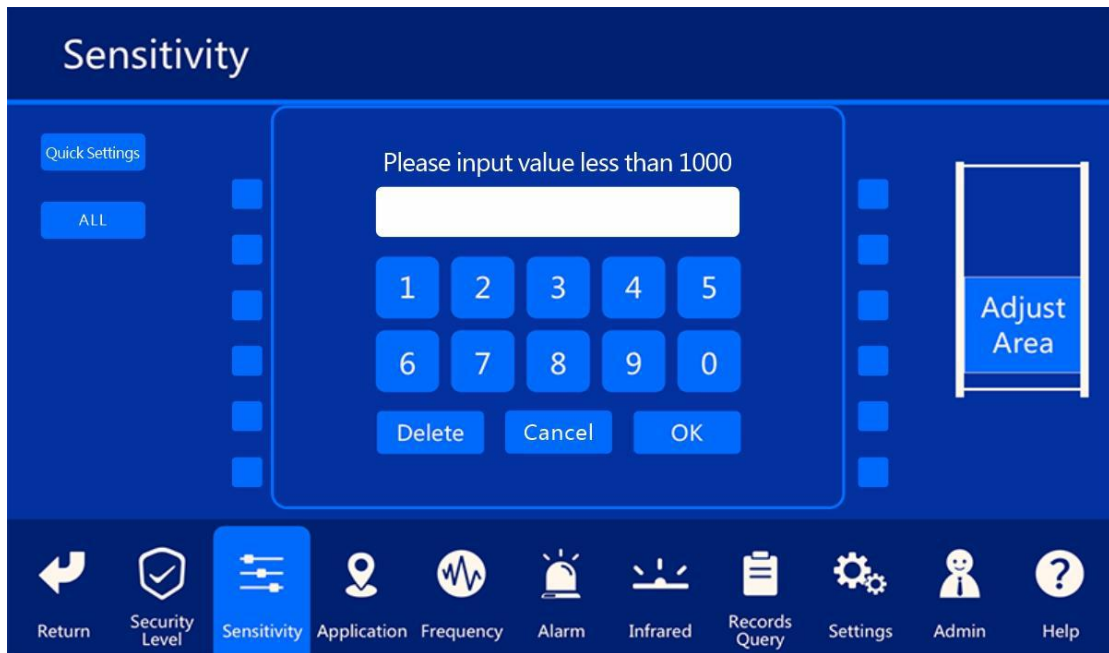 Sensitivity
Quick Settings
ALL
Please input value less than 1000
1 2 3 4 5
6 7 8 9 0
Delete Cancel OK
Adjust
Area
Return
Security
Level
Sensitivity
Application
Frequency
Alarm
Infrared
Records
Query
Settings
Admin
?
Help